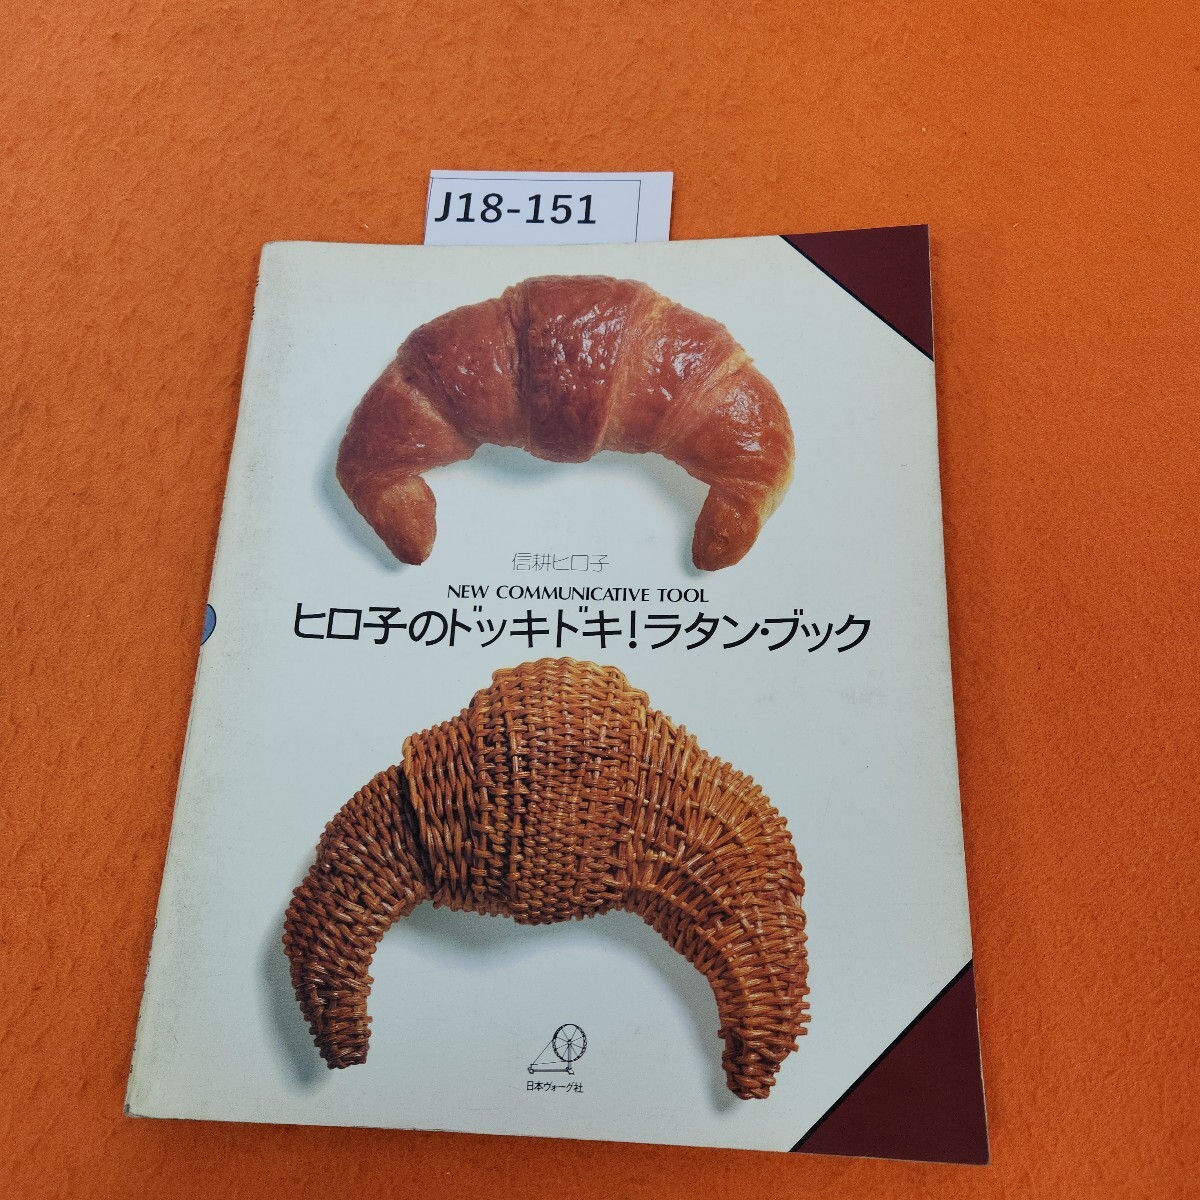 J18-151
信耕ヒロ子
NEW COMMUNICATIVE TOOL
ヒロ子のドッキドキ!ラタン・ブック
日本ヴォーグ社